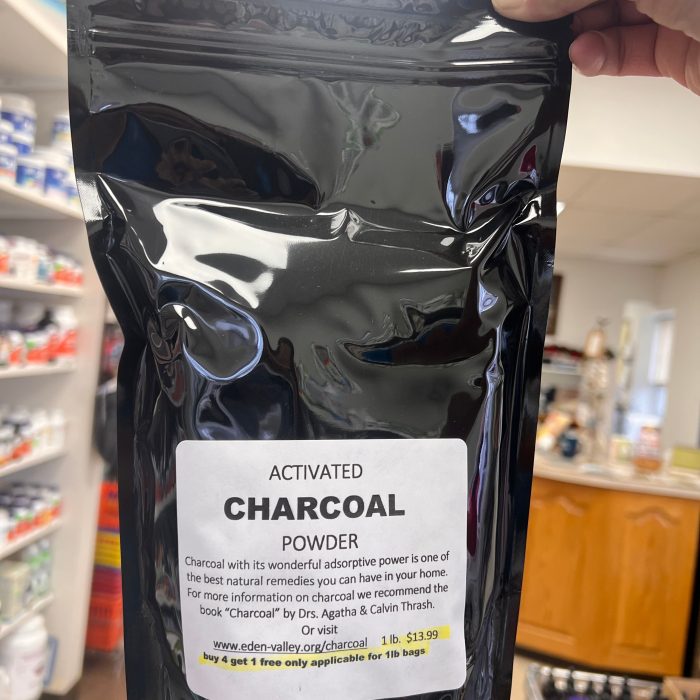 ACTIVATED
CHARCOAL
POWDER
Charcoal with its wonderful adsorptive power is one of
the best natural remedies you can have in your home.
For more information on charcoal we recommend the
book “Charcoal” by Drs. Agatha & Calvin Thrash.
Or visit
www.eden-valley.org/charcoal 1 lb. $13.99
buy 4 get 1 free only applicable for 1lb bags